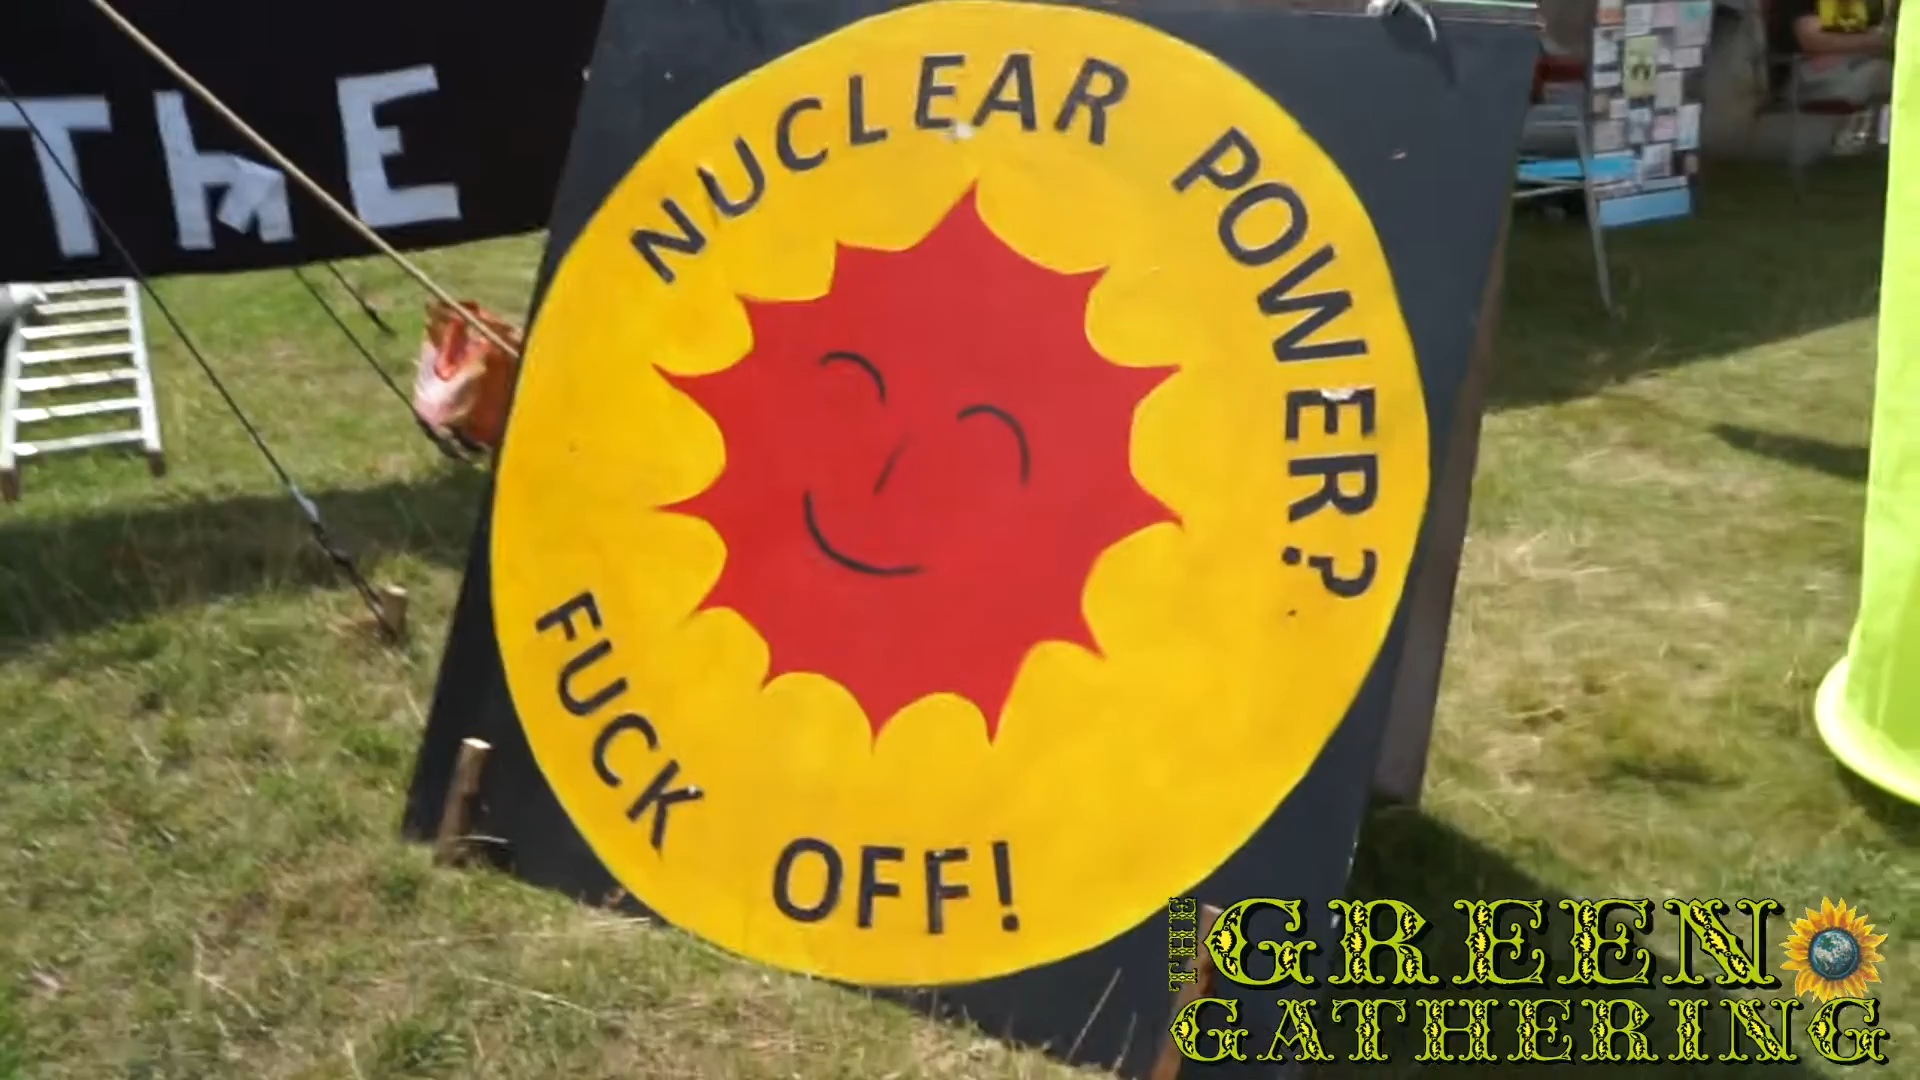 ThE
NUCLEAR POWER?
FUCK OFF!
THE GREEN
GATHERING